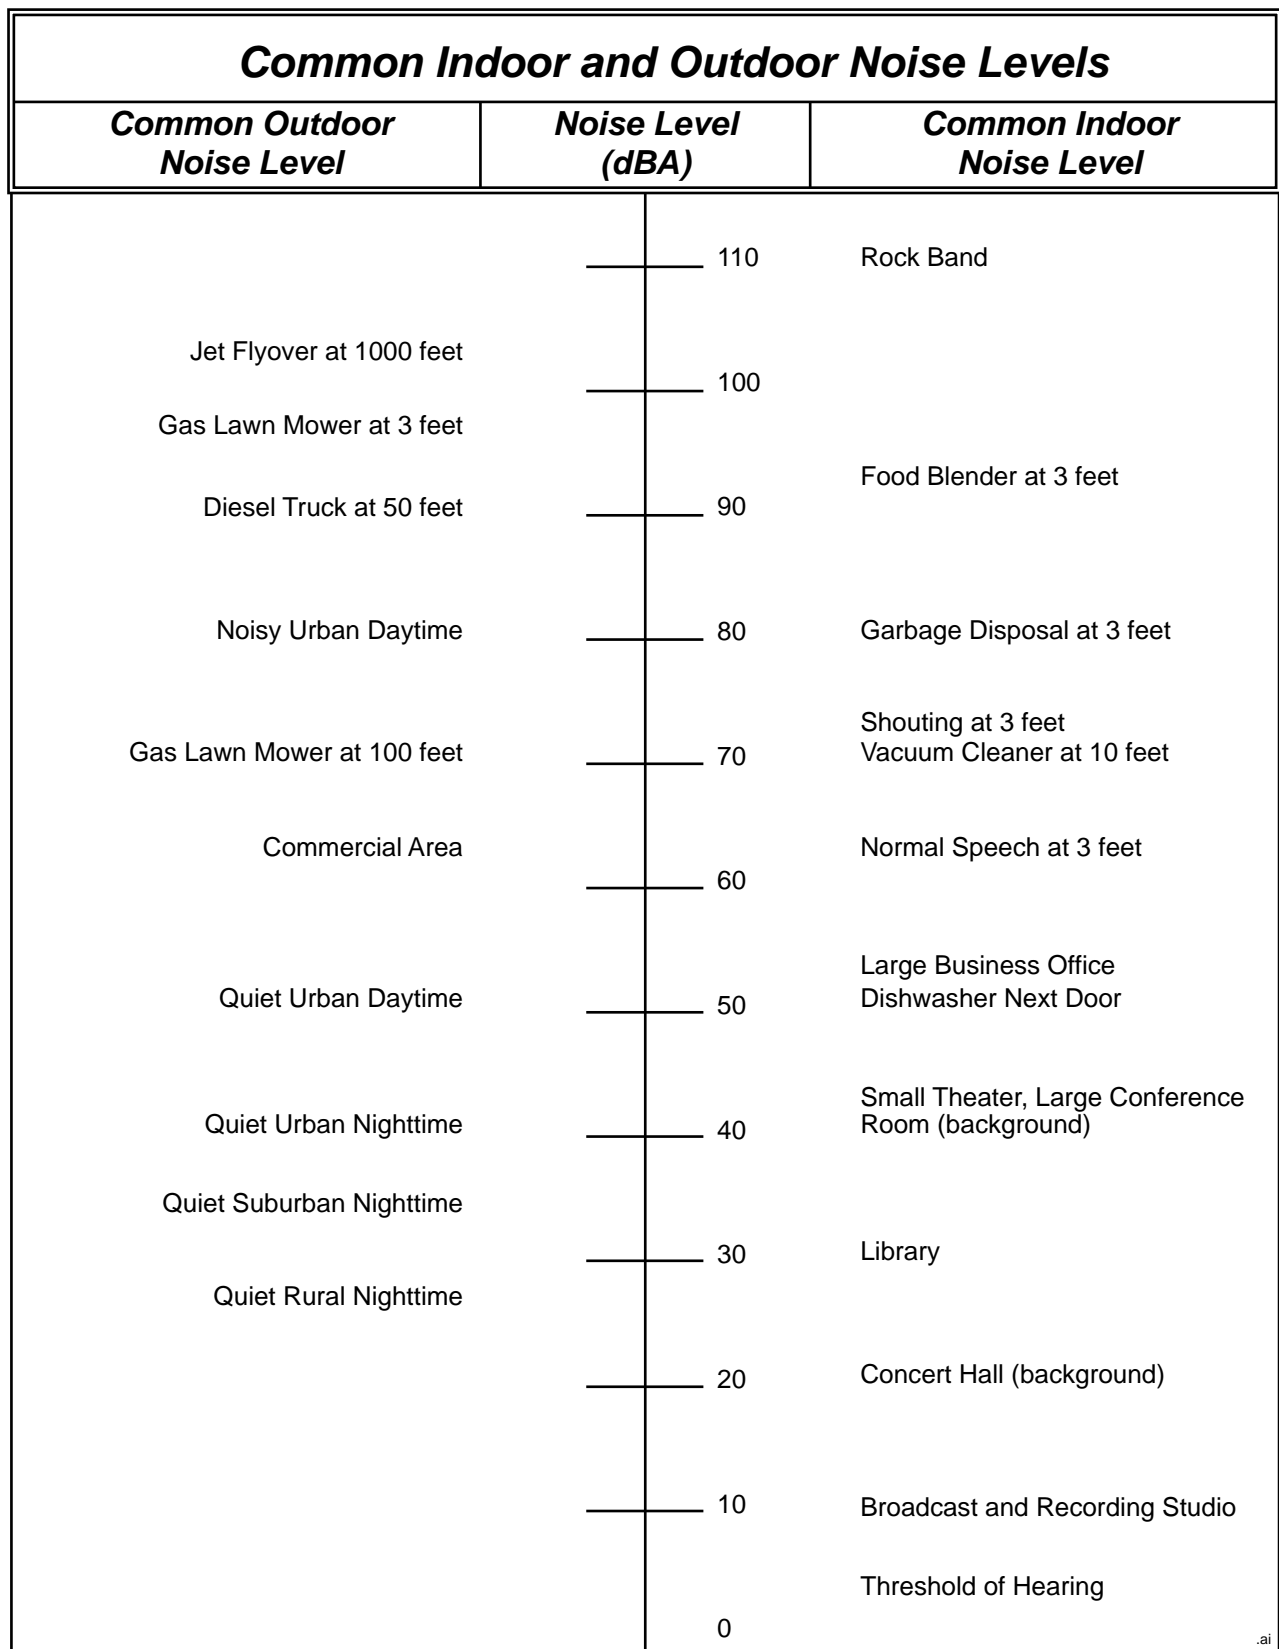 Common Indoor and Outdoor Noise Levels
Common Outdoor
Noise Level
Noise Level
(dBA)
Common Indoor
Noise Level
110
Rock Band
Jet Flyover at 1000 feet
100
Gas Lawn Mower at 3 feet
Food Blender at 3 feet
Diesel Truck at 50 feet
90
Noisy Urban Daytime
80
Garbage Disposal at 3 feet
Shouting at 3 feet
Gas Lawn Mower at 100 feet
70
Vacuum Cleaner at 10 feet
Commercial Area
Normal Speech at 3 feet
60
Large Business Office
Quiet Urban Daytime
50
Dishwasher Next Door
Small Theater, Large Conference
Room (background)
Quiet Urban Nighttime
40
Quiet Suburban Nighttime
30
Library
Quiet Rural Nighttime
20
Concert Hall (background)
10
Broadcast and Recording Studio
Threshold of Hearing
0
.ai